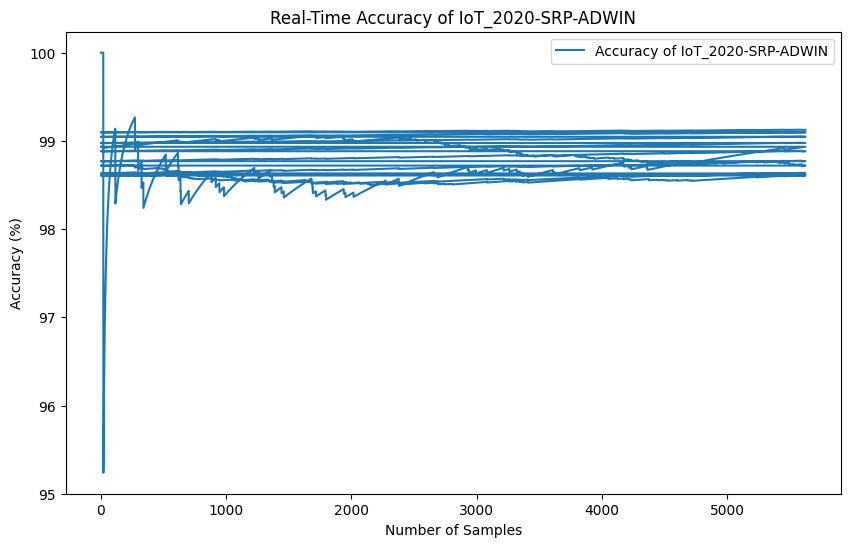 Real-Time Accuracy of IoT_2020-SRP-ADWIN
Accuracy of IoT_2020-SRP-ADWIN
100
99
98
97
96
95
Accuracy (%)
0 1000 2000 3000 4000 5000
Number of Samples